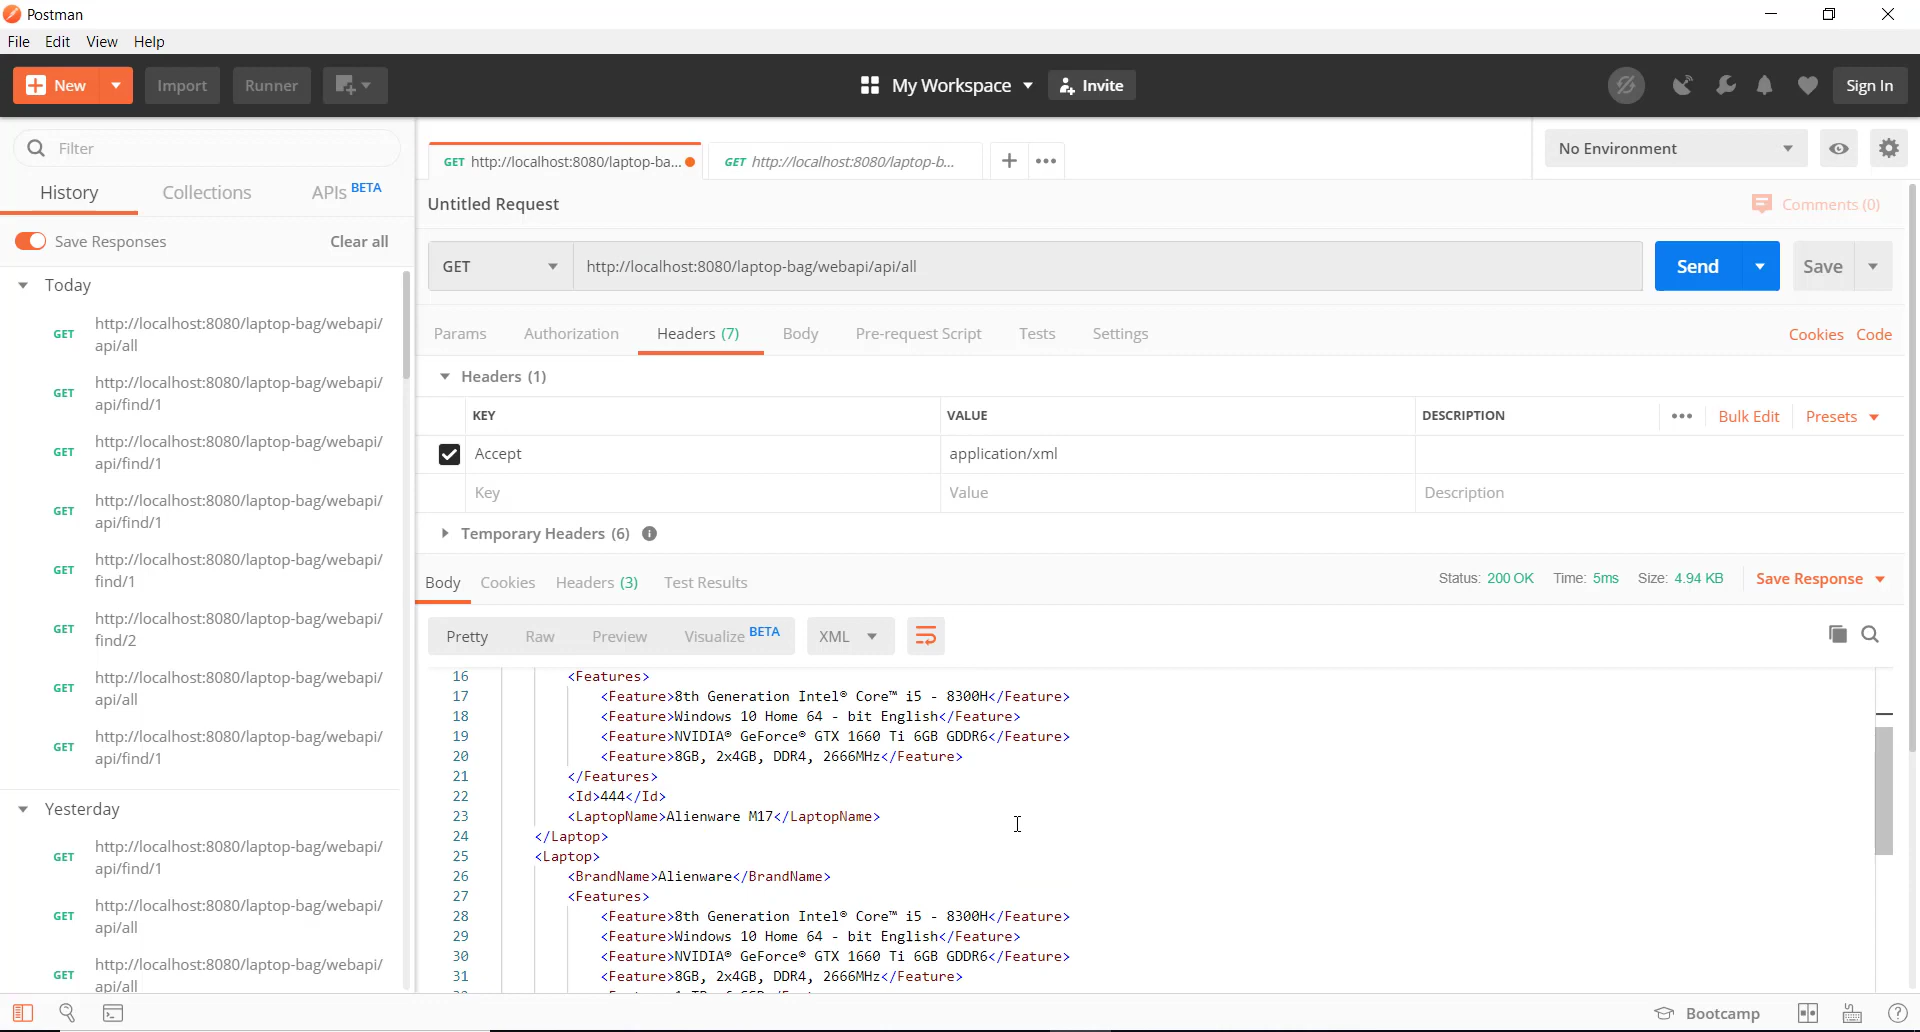 Postman
File Edit View Help
New Import Runner My Workspace Invite Sign In
Filter
History Collections APIs BETA
Save Responses Clear all
Today
GET http://localhost:8080/laptop-bag/webapi/
api/all
GET http://localhost:8080/laptop-bag/webapi/
api/find/1
GET http://localhost:8080/laptop-bag/webapi/
api/find/1
GET http://localhost:8080/laptop-bag/webapi/
api/find/1
GET http://localhost:8080/laptop-bag/webapi/
find/1
GET http://localhost:8080/laptop-bag/webapi/
find/2
GET http://localhost:8080/laptop-bag/webapi/
api/all
GET http://localhost:8080/laptop-bag/webapi/
api/find/1
Yesterday
GET http://localhost:8080/laptop-bag/webapi/
api/find/1
GET http://localhost:8080/laptop-bag/webapi/
api/all
GET http://localhost:8080/laptop-bag/webapi/
api/all
GET http://localhost:8080/laptop-ba... GET http://localhost:8080/laptop-b... + ••• No Environment
Untitled Request Comments (0)
GET http://localhost:8080/laptop-bag/webapi/api/all Send Save
Params Authorization Headers (7) Body Pre-request Script Tests Settings Cookies Code
Headers (1)
KEY VALUE DESCRIPTION ••• Bulk Edit Presets
Accept application/xml
Key Value Description
Temporary Headers (6)
Body Cookies Headers (3) Test Results Status: 200 OK Time: 5ms Size: 4.94 KB Save Response
Pretty Raw Preview Visualize BETA XML
16 <Features>
17 <Feature>8th Generation Intel® Core™ i5 - 8300H</Feature>
18 <Feature>Windows 10 Home 64 - bit English</Feature>
19 <Feature>NVIDIA® GeForce® GTX 1660 Ti 6GB GDDR6</Feature>
20 <Feature>8GB, 2x4GB, DDR4, 2666MHz</Feature>
21 </Features>
22 <Id>444</Id>
23 <LaptopName>Alienware M17</LaptopName>
24 </Laptop>
25 <Laptop>
26 <BrandName>Alienware</BrandName>
27 <Features>
28 <Feature>8th Generation Intel® Core™ i5 - 8300H</Feature>
29 <Feature>Windows 10 Home 64 - bit English</Feature>
30 <Feature>NVIDIA® GeForce® GTX 1660 Ti 6GB GDDR6</Feature>
31 <Feature>8GB, 2x4GB, DDR4, 2666MHz</Feature>
Bootcamp